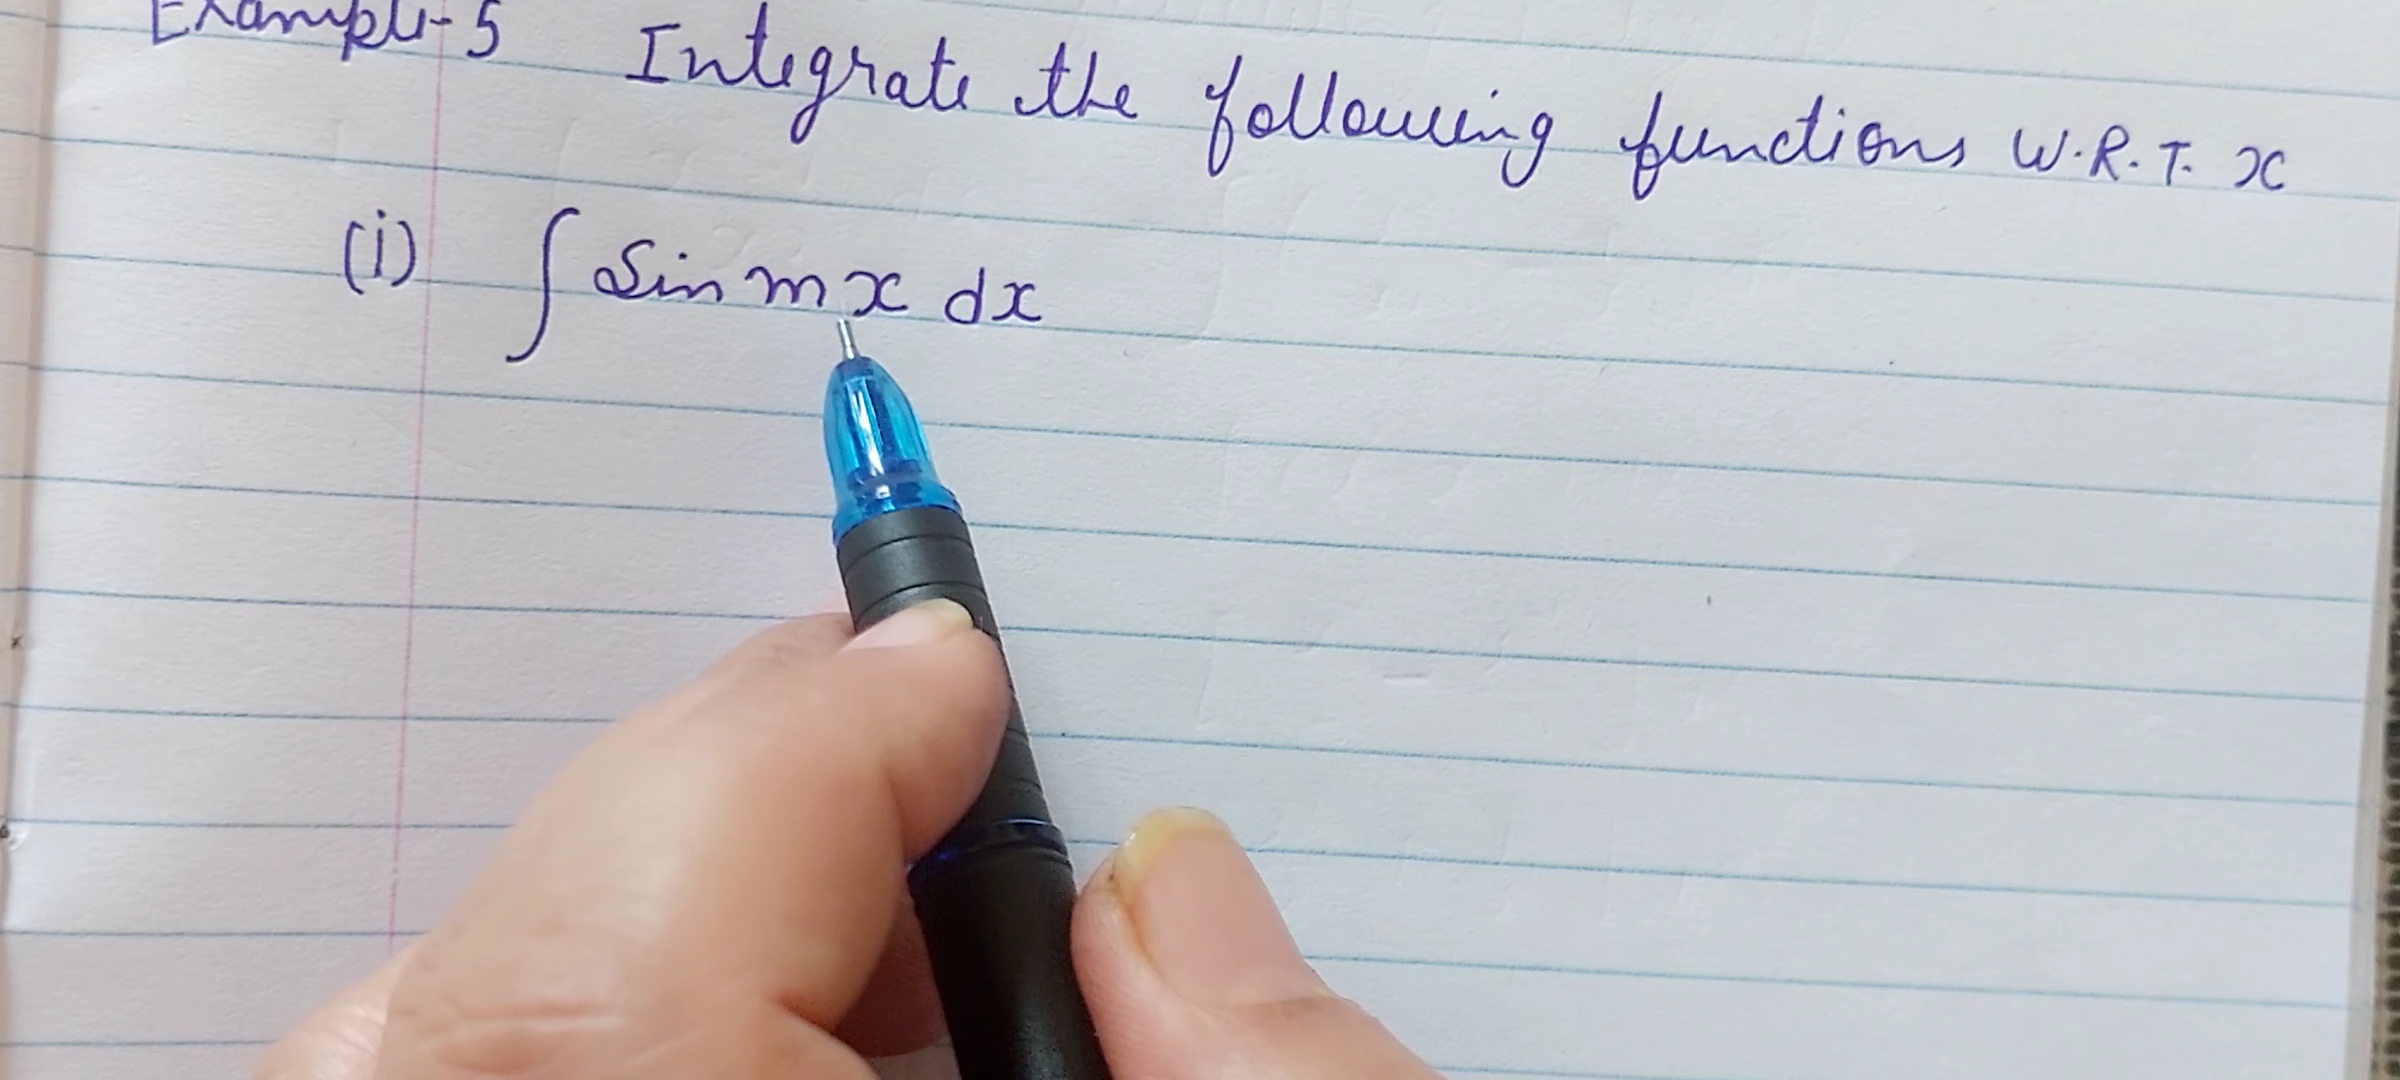 Example-5 Integrate the following functions W.R.T. x
(i) ∫ Sin mx dx